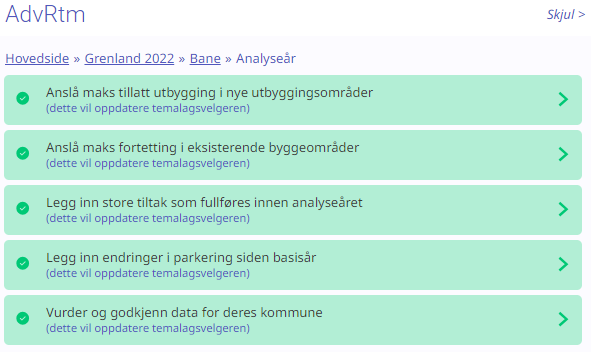 AdvRtm
Skjul >
Hovedside » Grenland 2022 » Bane » Analyseår
Anslå maks tillatt utbygging i nye utbyggingsområder
(dette vil oppdatere temalagsvelgeren)
Anslå maks fortetting i eksisterende byggeområder
(dette vil oppdatere temalagsvelgeren)
Legg inn store tiltak som fullføres innen analyseåret
(dette vil oppdatere temalagsvelgeren)
Legg inn endringer i parkering siden basisår
(dette vil oppdatere temalagsvelgeren)
Vurder og godkjenn data for deres kommune
(dette vil oppdatere temalagsvelgeren)